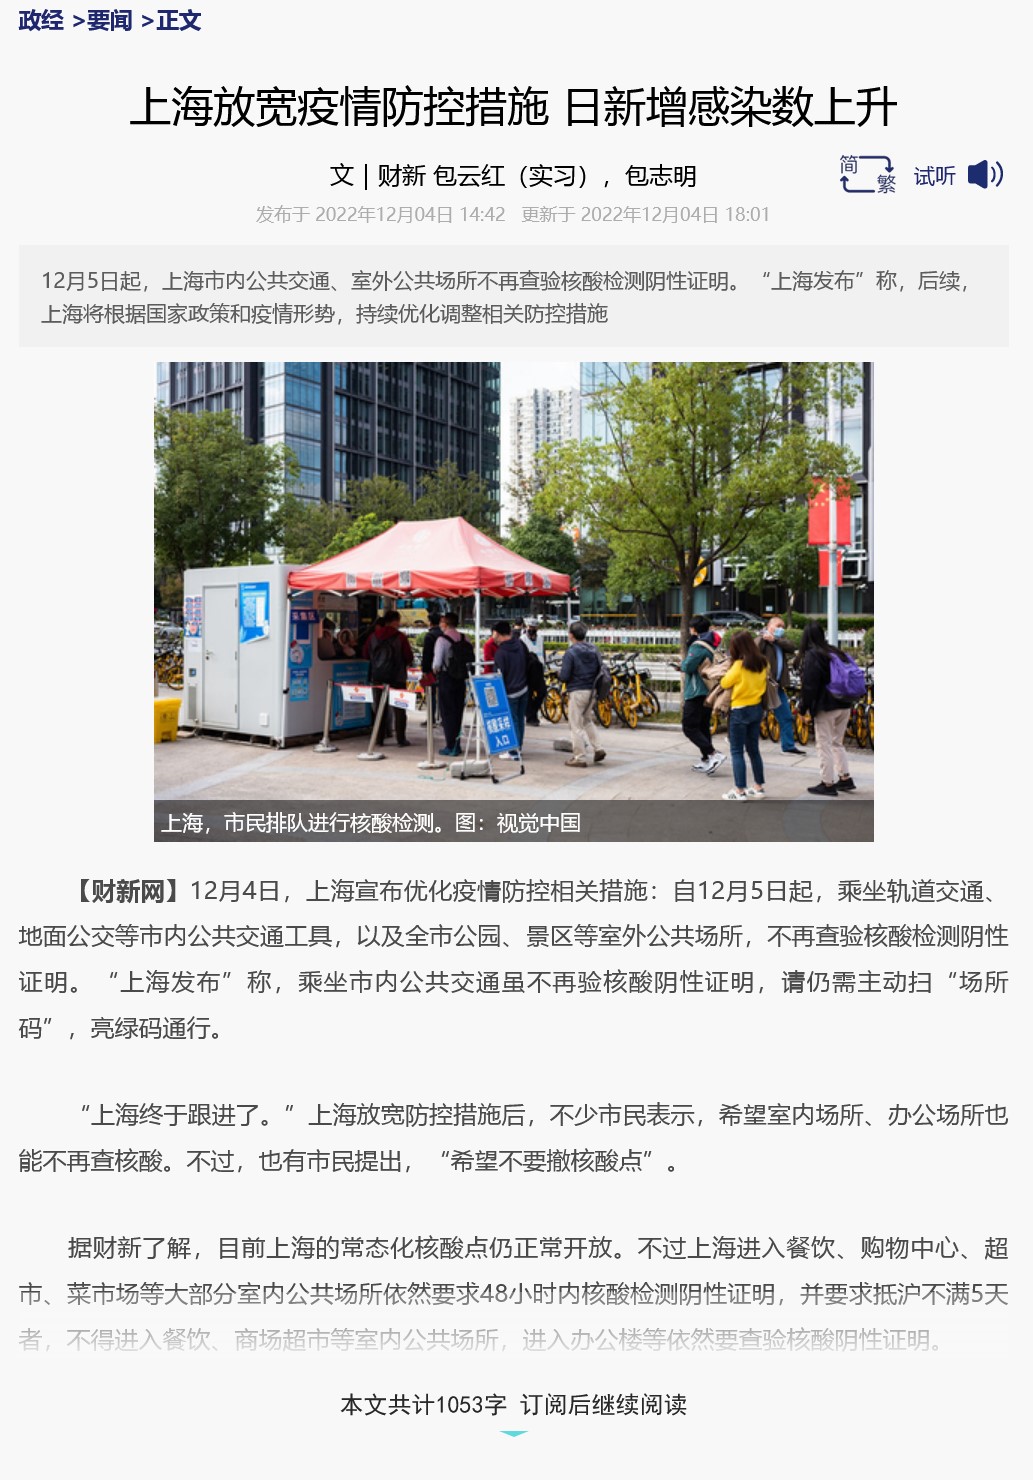 政经 >要闻 >正文
上海放宽疫情防控措施 日新增感染数上升
文｜财新 包云红（实习），包志明
简繁 试听
发布于 2022年12月04日 14:42 更新于 2022年12月04日 18:01
12月5日起，上海市内公共交通、室外公共场所不再查验核酸检测阴性证明。“上海发布”称，后续，
上海将根据国家政策和疫情形势，持续优化调整相关防控措施
入口
上海，市民排队进行核酸检测。图：视觉中国
【财新网】12月4日，上海宣布优化疫情防控相关措施：自12月5日起，乘坐轨道交通、
地面公交等市内公共交通工具，以及全市公园、景区等室外公共场所，不再查验核酸检测阴性
证明。“上海发布”称，乘坐市内公共交通虽不再验核酸阴性证明，请仍需主动扫“场所
码”，亮绿码通行。
“上海终于跟进了。”上海放宽防控措施后，不少市民表示，希望室内场所、办公场所也
能不再查核酸。不过，也有市民提出，“希望不要撤核酸点”。
据财新了解，目前上海的常态化核酸点仍正常开放。不过上海进入餐饮、购物中心、超
市、菜市场等大部分室内公共场所依然要求48小时内核酸检测阴性证明，并要求抵沪不满5天
者，不得进入餐饮、商场超市等室内公共场所，进入办公楼等依然要查验核酸阴性证明。
本文共计1053字 订阅后继续阅读